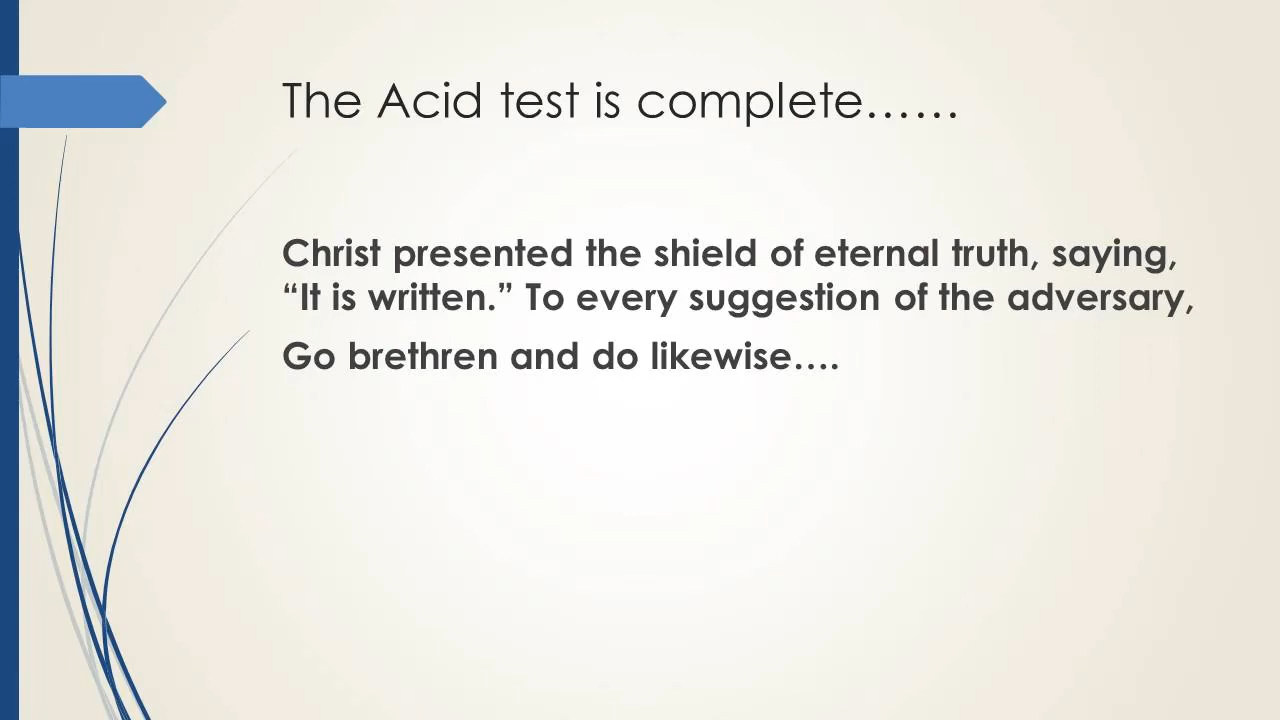 The Acid test is complete……
Christ presented the shield of eternal truth, saying,
“It is written.” To every suggestion of the adversary,
Go brethren and do likewise….